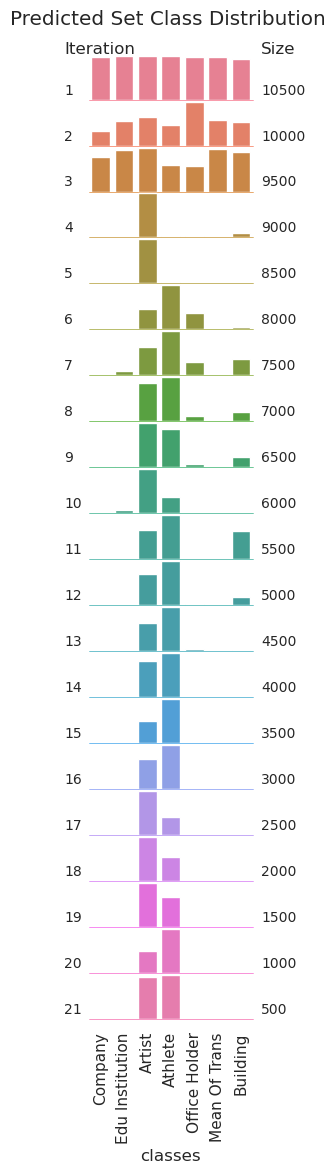 Predicted Set Class Distribution
Iteration Size
1 10500
2 10000
3 9500
4 9000
5 8500
6 8000
7 7500
8 7000
9 6500
10 6000
11 5500
12 5000
13 4500
14 4000
15 3500
16 3000
17 2500
18 2000
19 1500
20 1000
21 500
Company
Edu Institution
Artist
Athlete
Office Holder
Mean Of Trans
Building
classes